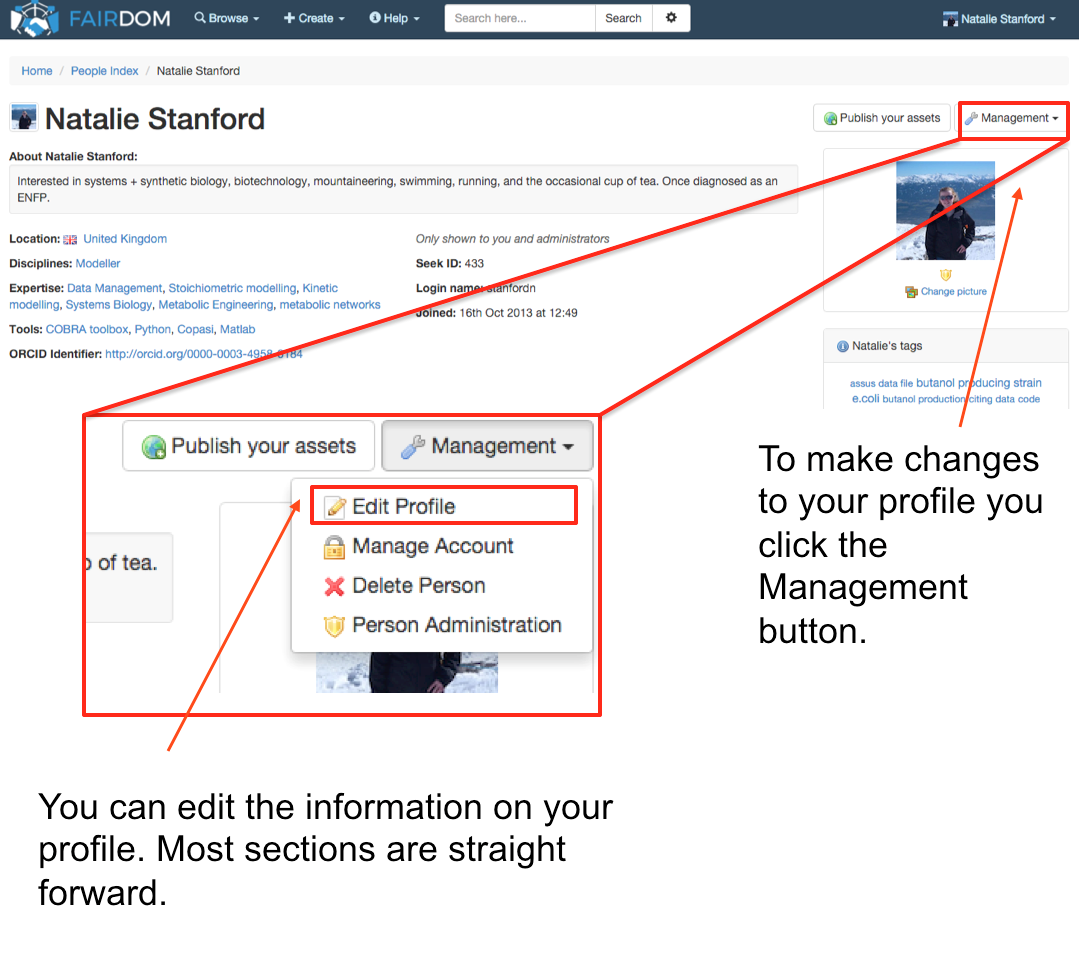 FAIRDOM Browse Create Help Search here... Search Natalie Stanford
Home / People Index / Natalie Stanford
Natalie Stanford
Publish your assets Management
About Natalie Stanford:
Interested in systems + synthetic biology, biotechnology, mountaineering, swimming, running, and the occasional cup of tea. Once diagnosed as an
ENFP.
Location: United Kingdom
Disciplines: Modeller
Expertise: Data Management, Stoichiometric modelling, Kinetic
modelling, Systems Biology, Metabolic Engineering, metabolic networks
Tools: COBRA toolbox, Python, Copasi, Matlab
ORCID Identifier: http://orcid.org/0000-0003-4958-0184
Only shown to you and administrators
Seek ID: 433
Login name: stanfordn
Joined: 16th Oct 2013 at 12:49
Change picture
Natalie's tags
assus data file butanol producing strain
e.coli butanol production citing data code
Publish your assets Management
Edit Profile
Manage Account
Delete Person
Person Administration
of tea.
To make changes
to your profile you
click the
Management
button.
You can edit the information on your
profile. Most sections are straight
forward.